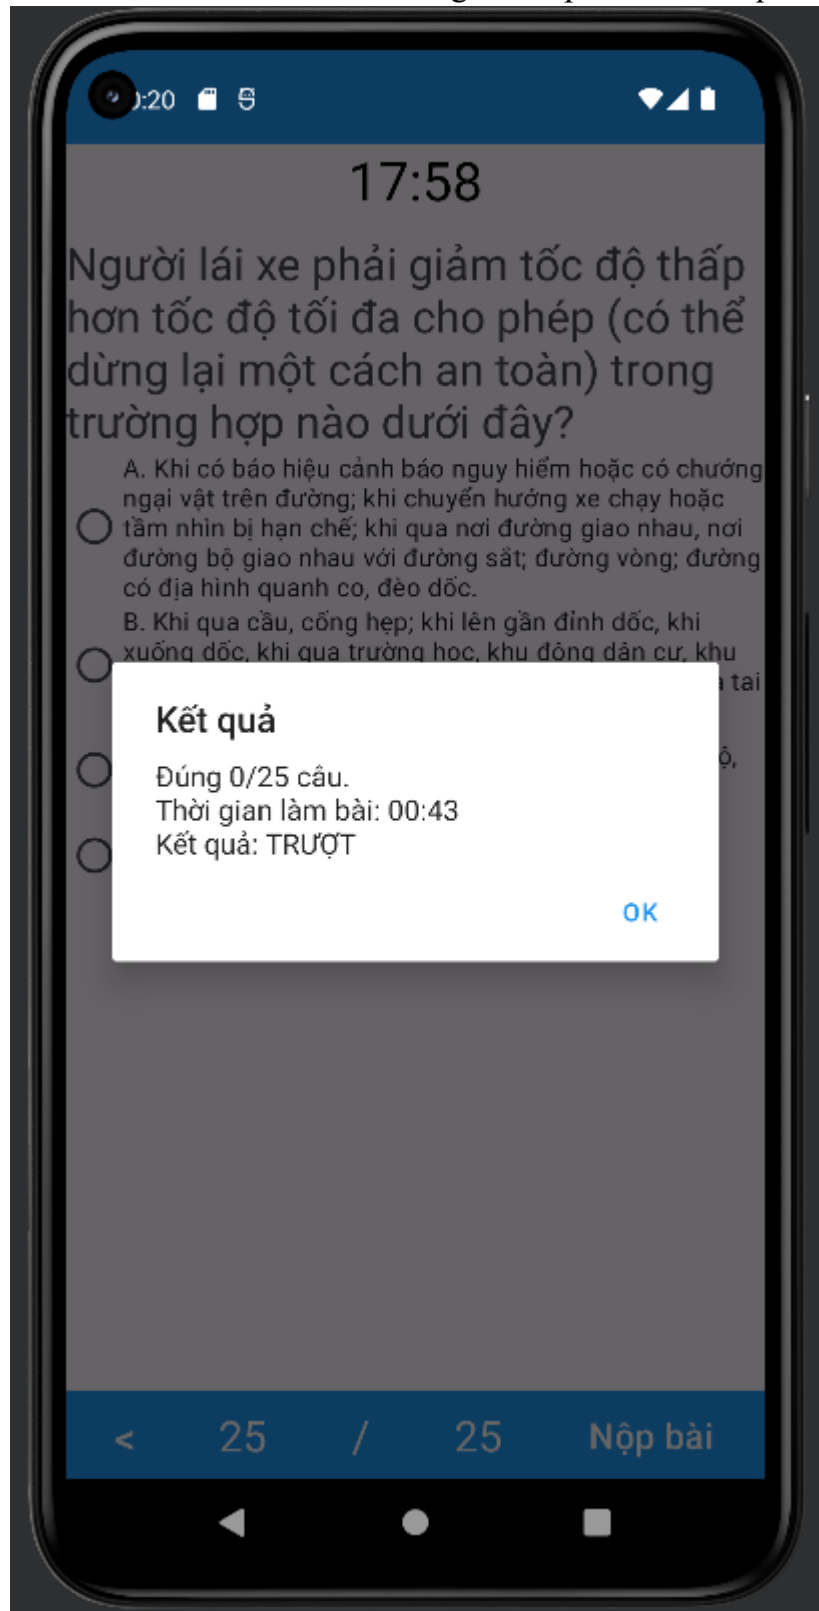 :20
17:58
Người lái xe phải giảm tốc độ thấp
hơn tốc độ tối đa cho phép (có thể
dừng lại một cách an toàn) trong
trường hợp nào dưới đây?
A. Khi có báo hiệu cảnh báo nguy hiểm hoặc có chướng
ngại vật trên đường; khi chuyển hướng xe chạy hoặc
tầm nhìn bị hạn chế; khi qua nơi đường giao nhau, nơi
đường bộ giao nhau với đường sắt; đường vòng; đường
có địa hình quanh co, đèo dốc.
B. Khi qua cầu, cống hẹp; khi lên gần đỉnh dốc, khi
xuống dốc, khi qua trường học, khu đông dân cư, khu
tai
Kết quả
Đúng 0/25 câu.
Thời gian làm bài: 00:43
Kết quả: TRƯỢT
OK
< 25 / 25 Nộp bài